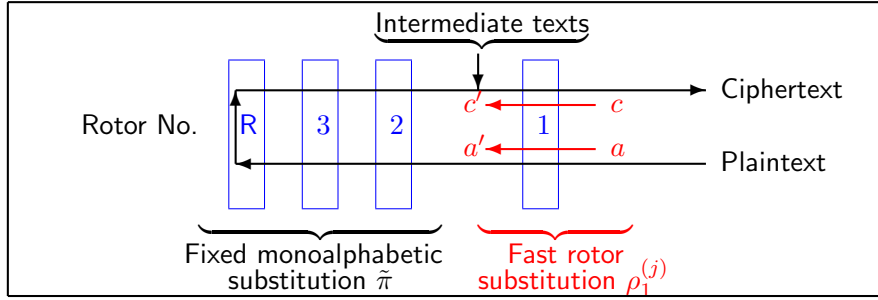 Intermediate texts
Ciphertext
c′ c
Rotor No. R 3 2 1
a′ a
Plaintext
Fixed monoalphabetic
substitution π̃
Fast rotor
substitution ρ₁⁽ʲ⁾